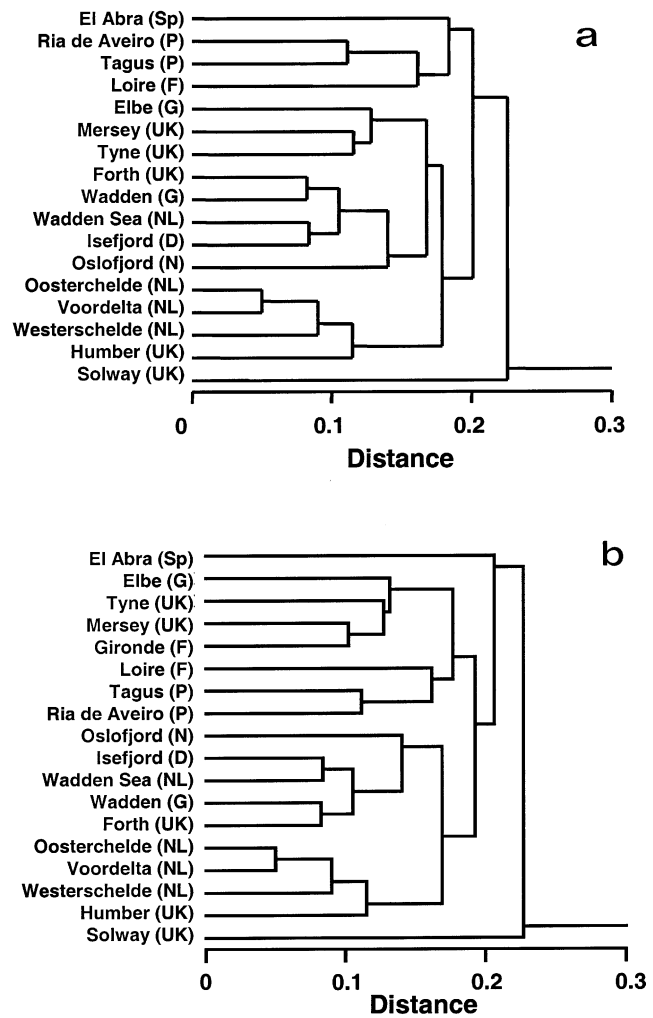 a
El Abra (Sp)
Ria de Aveiro (P)
Tagus (P)
Loire (F)
Elbe (G)
Mersey (UK)
Tyne (UK)
Forth (UK)
Wadden (G)
Wadden Sea (NL)
Isefjord (D)
Oslofjord (N)
Oosterchelde (NL)
Voordelta (NL)
Westerschelde (NL)
Humber (UK)
Solway (UK)
0 0.1 0.2 0.3
Distance
b
El Abra (Sp)
Elbe (G)
Tyne (UK)
Mersey (UK)
Gironde (F)
Loire (F)
Tagus (P)
Ria de Aveiro (P)
Oslofjord (N)
Isefjord (D)
Wadden Sea (NL)
Wadden (G)
Forth (UK)
Oosterchelde (NL)
Voordelta (NL)
Westerschelde (NL)
Humber (UK)
Solway (UK)
0 0.1 0.2 0.3
Distance